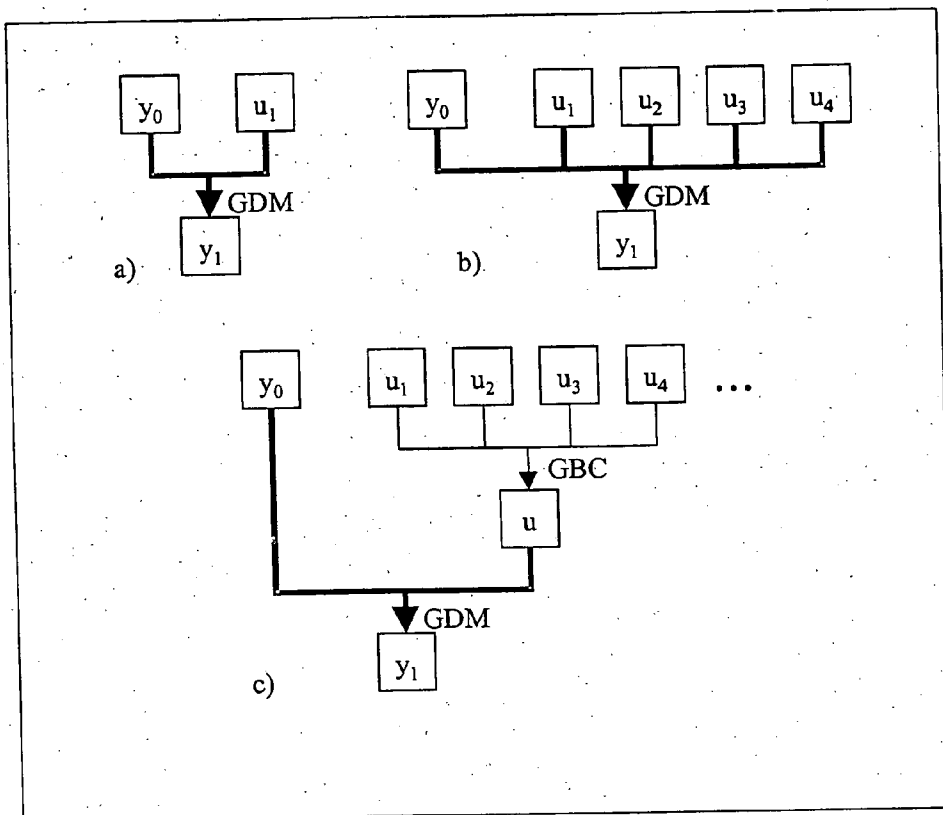 y₀ u₁
GDM
y₁
a)
y₀ u₁ u₂ u₃ u₄
GDM
y₁
b)
y₀ u₁ u₂ u₃ u₄ ...
GBC
u
GDM
y₁
c)